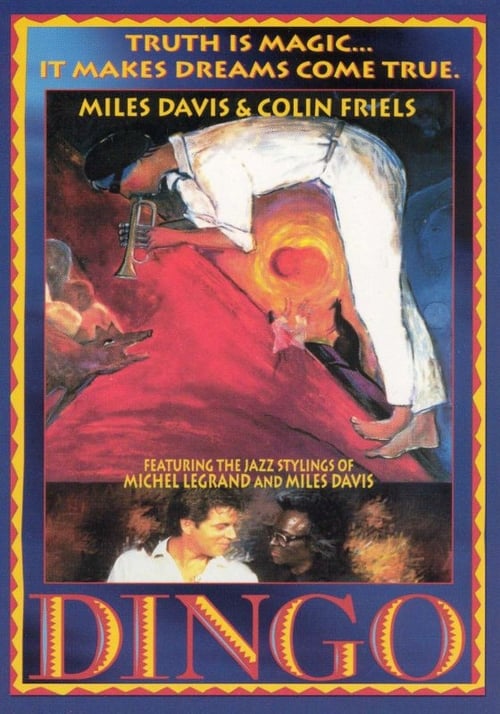 TRUTH IS MAGIC...
IT MAKES DREAMS COME TRUE.
MILES DAVIS & COLIN FRIELS
FEATURING THE JAZZ STYLINGS OF
MICHEL LEGRAND AND MILES DAVIS
DINGO